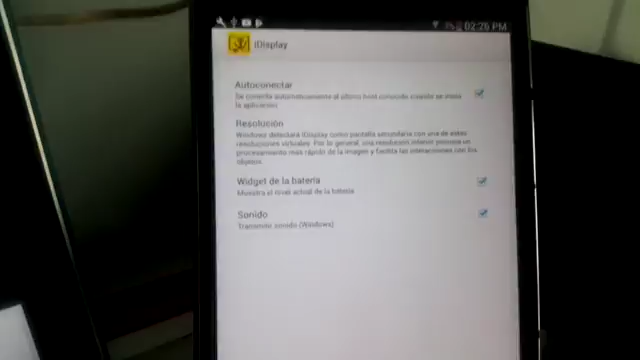 02:26 PM
iDisplay
Autoconectar
Se conecta automáticamente al último host conocido cuando se inicia
la aplicación
Resolución
Windows detectará iDisplay como pantalla secundaria con una de estas
resoluciones virtuales. Por lo general, una resolución inferior provoca un
procesamiento más rápido de la imagen y facilita las interacciones con los
objetos.
Widget de la batería
Muestra el nivel actual de la batería
Sonido
Transmitir sonido (Windows)